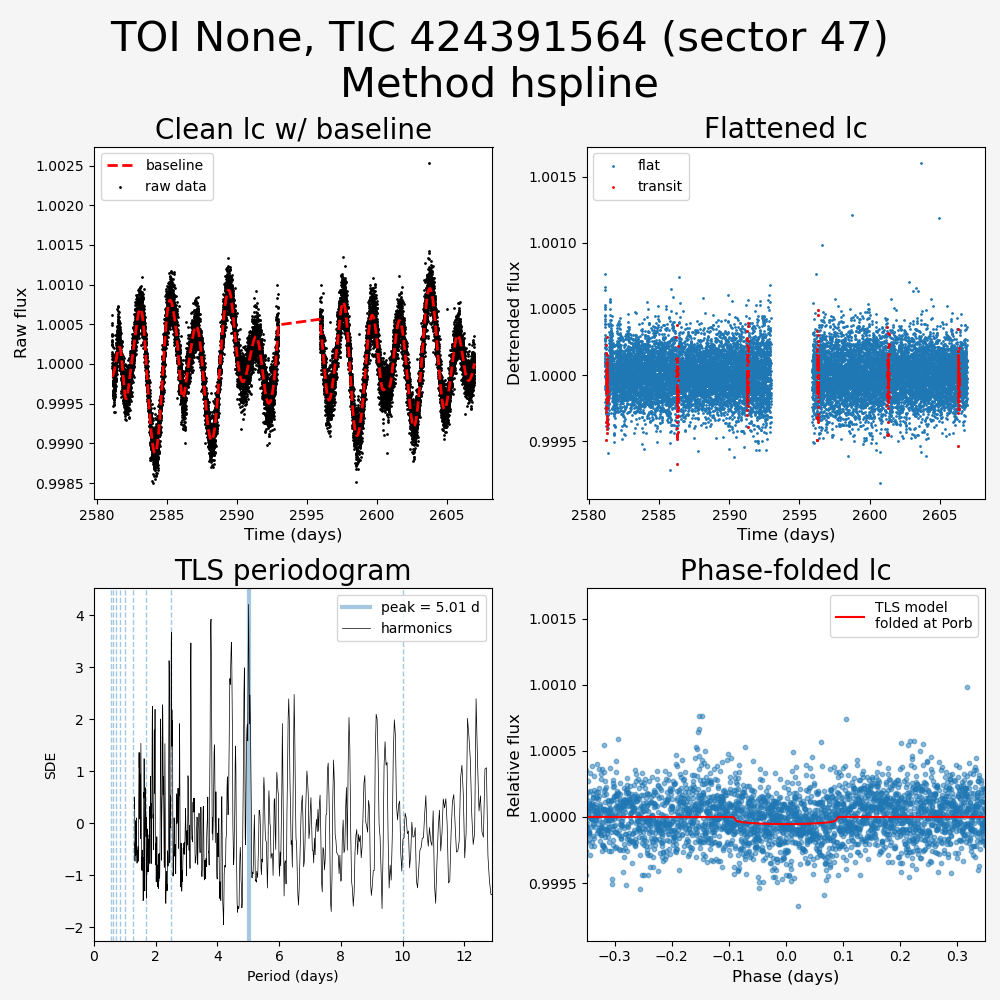 TOI None, TIC 424391564 (sector 47)
Method hspline
Clean lc w/ baseline
Flattened lc
baseline
raw data
flat
transit
1.0025
1.0020
1.0015
1.0010
1.0005
1.0000
0.9995
0.9990
0.9985
Raw flux
2580
2585
2590
2595
2600
2605
Time (days)
1.0015
1.0010
1.0005
1.0000
0.9995
Detrended flux
2580
2585
2590
2595
2600
2605
Time (days)
TLS periodogram
Phase-folded lc
peak = 5.01 d
harmonics
TLS model
folded at Porb
4
3
2
1
0
−1
−2
SDE
0
2
4
6
8
10
12
Period (days)
1.0015
1.0010
1.0005
1.0000
0.9995
Relative flux
−0.3
−0.2
−0.1
0.0
0.1
0.2
0.3
Phase (days)